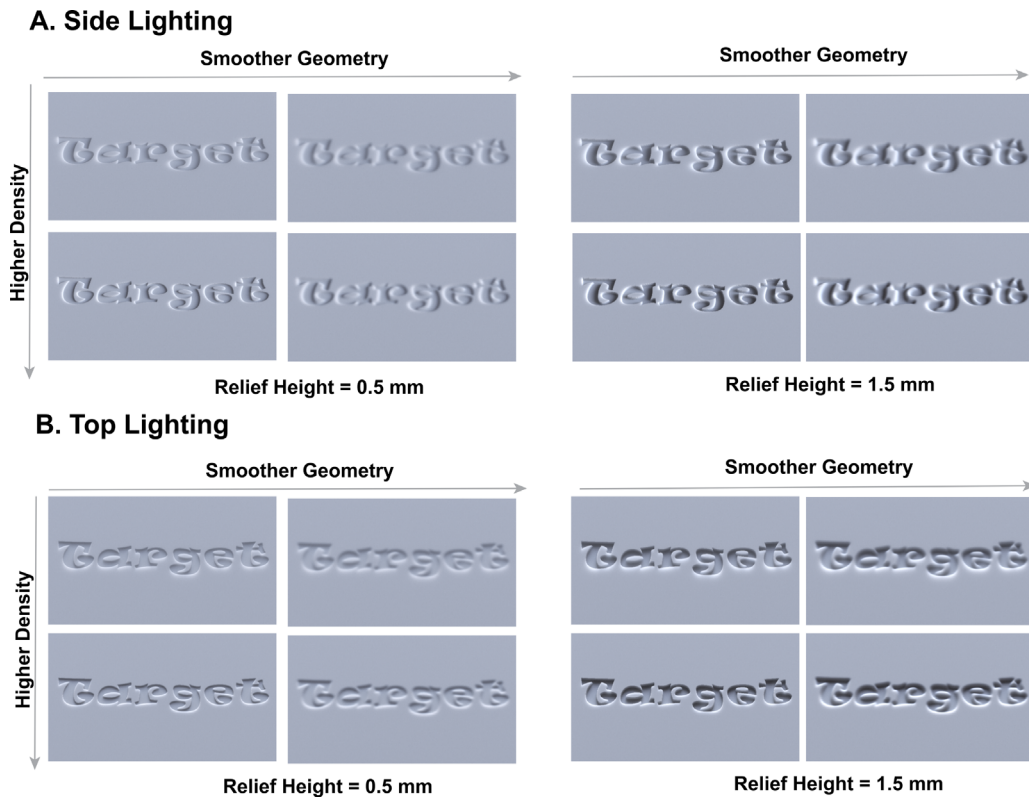 A. Side Lighting
Smoother Geometry
Smoother Geometry
Higher Density
Target Target Target Target
Target Target Target Target
Relief Height = 0.5 mm
Relief Height = 1.5 mm
B. Top Lighting
Smoother Geometry
Smoother Geometry
Higher Density
Target Target Target Target
Target Target Target Target
Relief Height = 0.5 mm
Relief Height = 1.5 mm